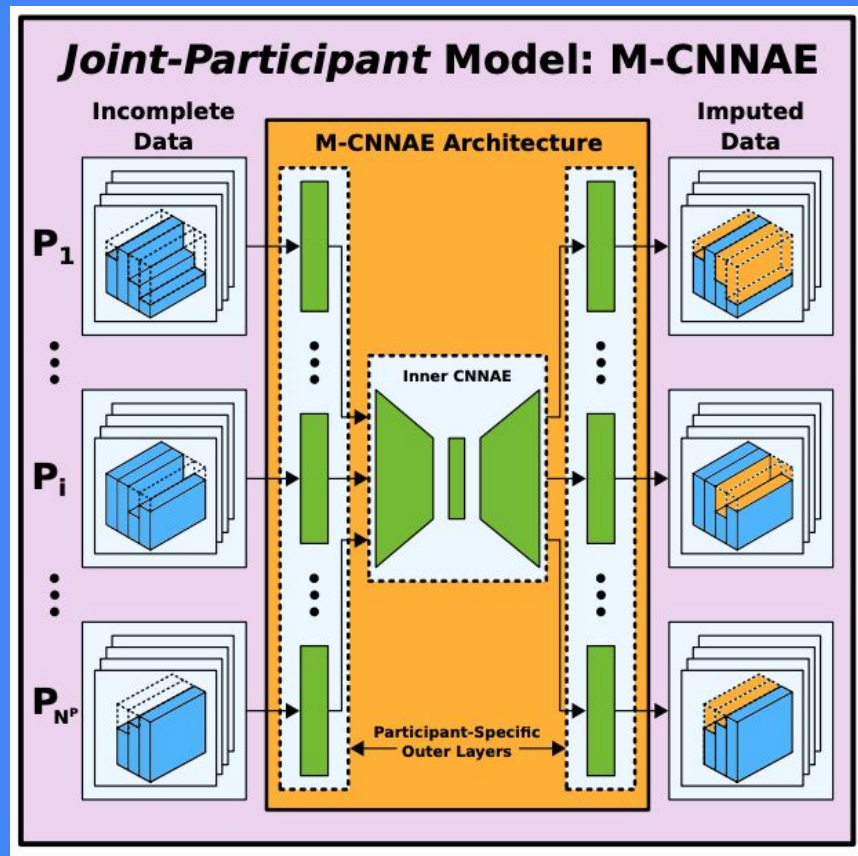 Joint-Participant Model: M-CNNAE
Incomplete
Data
M-CNNAE Architecture
Imputed
Data
P1
Inner CNNAE
Pi
PNP
Participant-Specific
Outer Layers